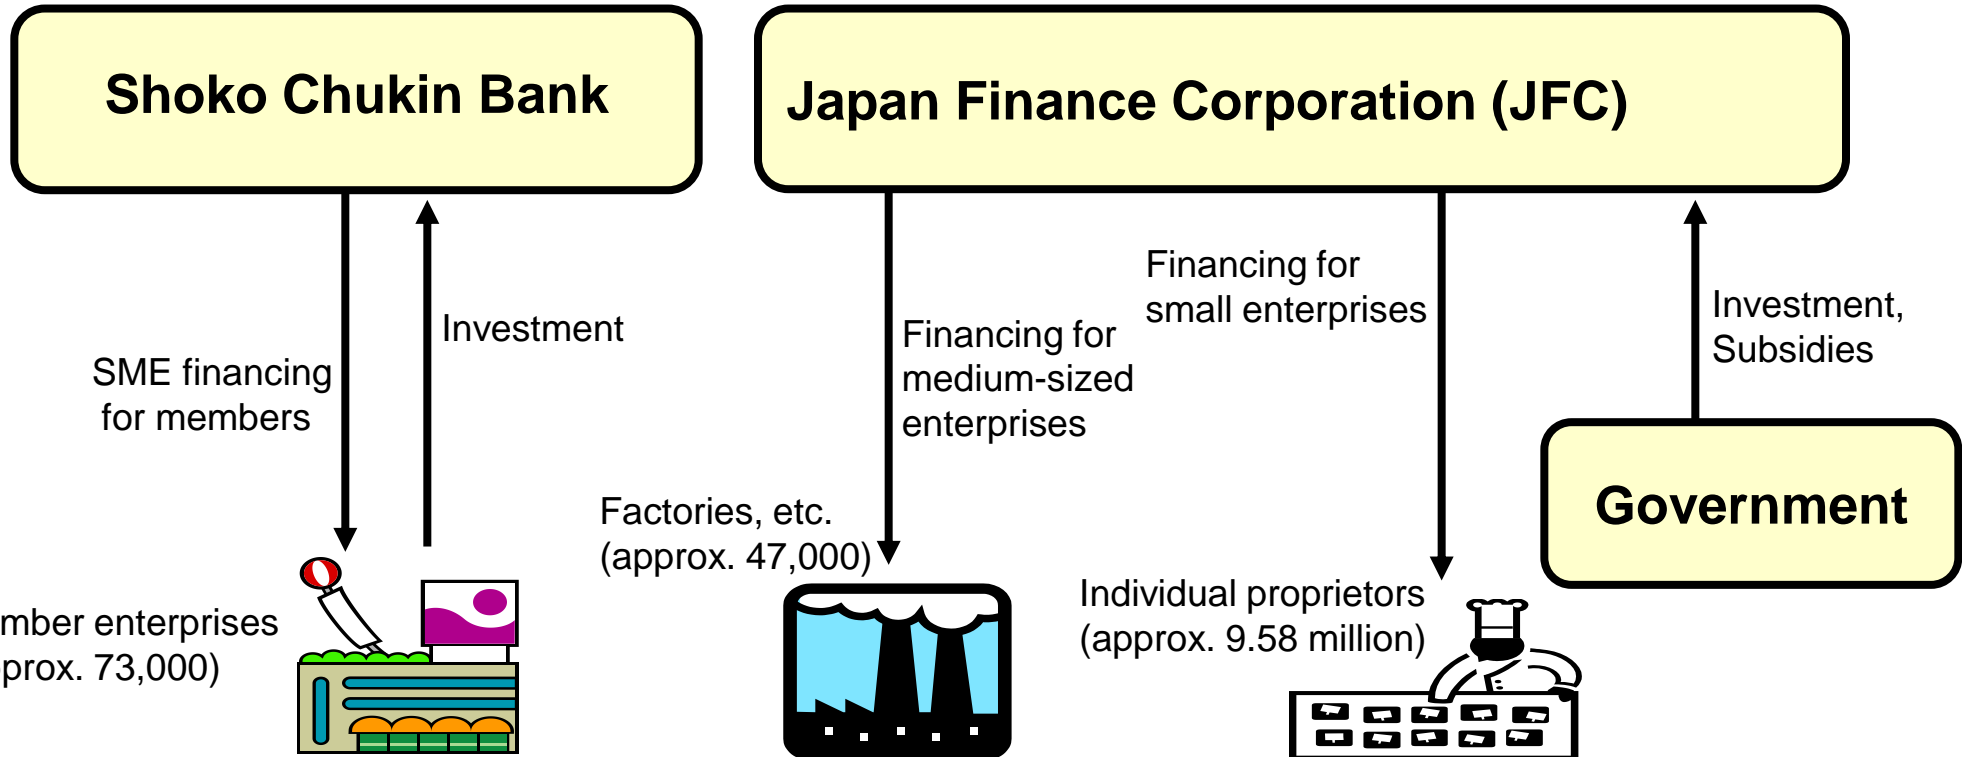 Shoko Chukin Bank
Japan Finance Corporation (JFC)
SME financing
for members
Investment
Financing for
medium-sized
enterprises
Financing for
small enterprises
Investment,
Subsidies
Government
Factories, etc.
(approx. 47,000)
Individual proprietors
(approx. 9.58 million)
mber enterprises
prox. 73,000)